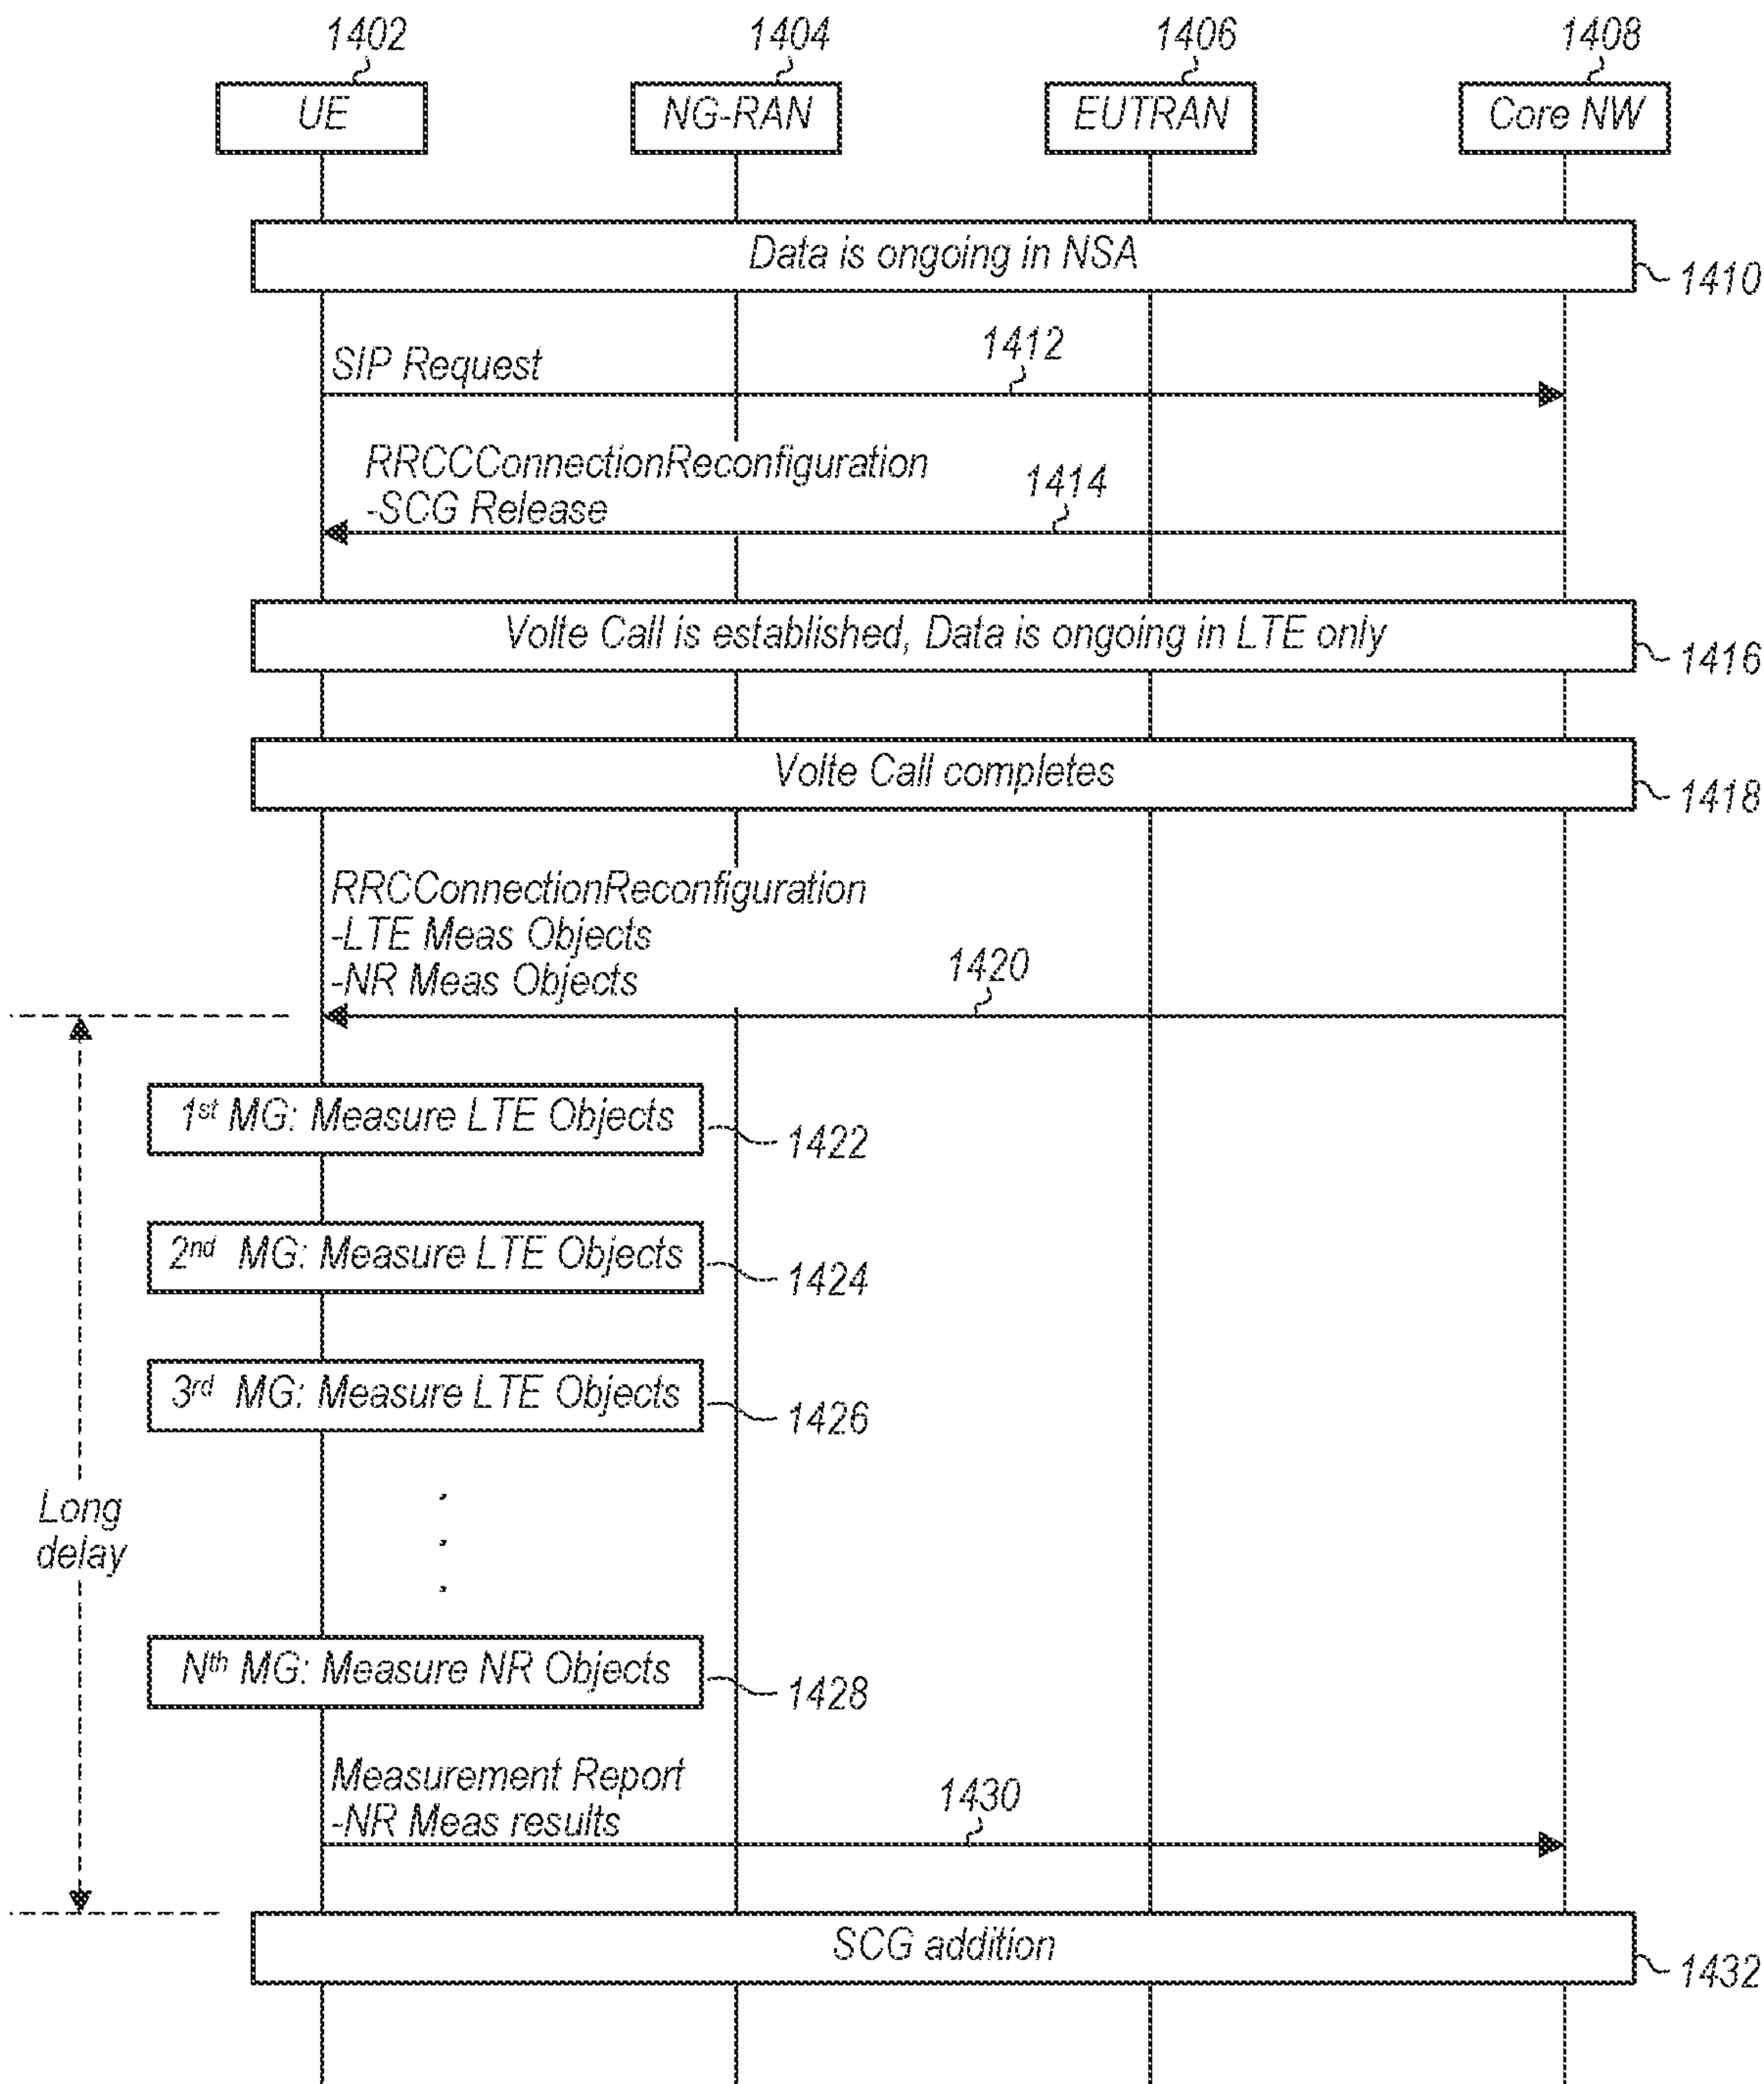 1402 1404 1406 1408
UE NG-RAN EUTRAN Core NW
Data is ongoing in NSA
1410
1412
SIP Request
RRCCConnectionReconfiguration
-SCG Release
1414
Volte Call is established, Data is ongoing in LTE only
1416
Volte Call completes
1418
RRCConnectionReconfiguration
-LTE Meas Objects
-NR Meas Objects
1420
1st MG: Measure LTE Objects
1422
2nd MG: Measure LTE Objects
1424
3rd MG: Measure LTE Objects
1426
Long
delay
Nth MG: Measure NR Objects
1428
Measurement Report
-NR Meas results
1430
SCG addition
1432